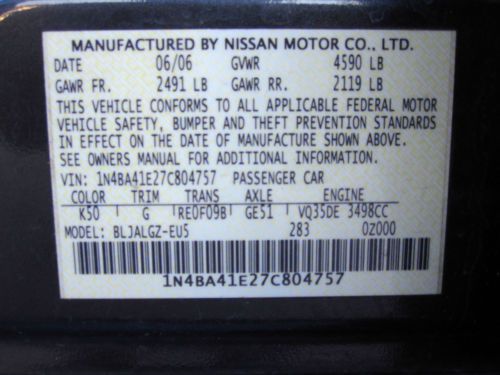 MANUFACTURED BY NISSAN MOTOR CO., LTD.
DATE 06/06 GVWR 4590 LB
GAWR FR. 2491 LB GAWR RR. 2119 LB
THIS VEHICLE CONFORMS TO ALL APPLICABLE FEDERAL MOTOR
VEHICLE SAFETY, BUMPER AND THEFT PREVENTION STANDARDS
IN EFFECT ON THE DATE OF MANUFACTURE SHOWN ABOVE.
SEE OWNERS MANUAL FOR ADDITIONAL INFORMATION.
VIN: 1N4BA41E27C804757 PASSENGER CAR
COLOR TRIM TRANS AXLE ENGINE
K50 G RE0F09B GE51 VQ35DE 3498CC
MODEL: BLJALGZ-EU5 283 0Z000
1N4BA41E27C804757